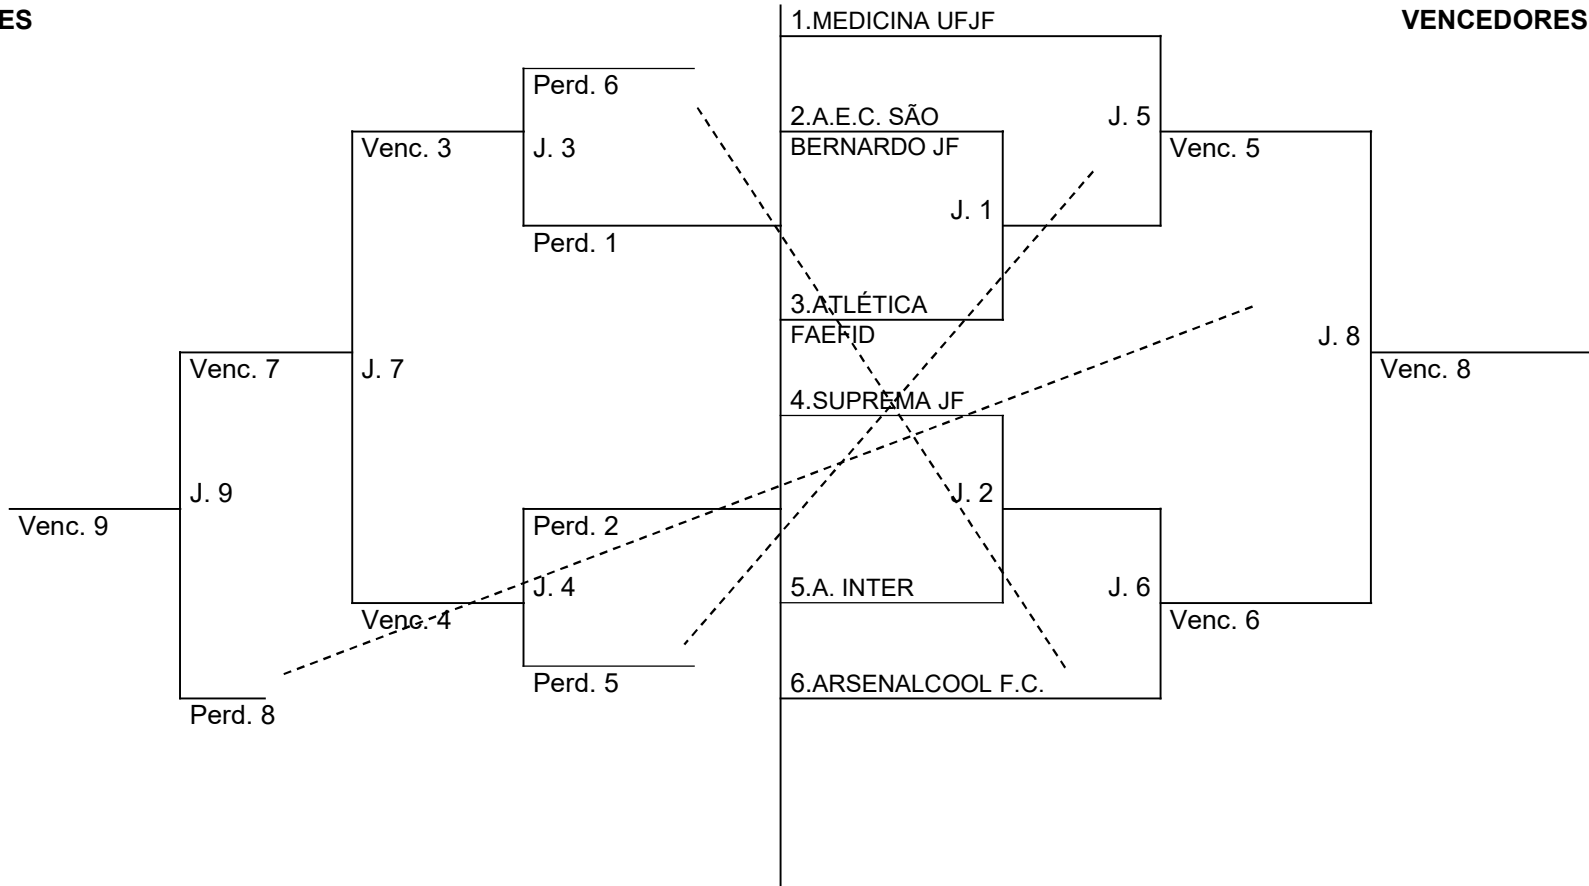 ES
VENCEDORES
1.MEDICINA UFJF
Perd. 6
2.A.E.C. SÃO
BERNARDO JF
J. 5
Venc. 3
J. 3
Venc. 5
J. 1
Perd. 1
3.ATLÉTICA
FAEFID
J. 8
Venc. 7
J. 7
Venc. 8
4.SUPREMA JF
J. 9
J. 2
Venc. 9
Perd. 2
J. 4
5.A. INTER
J. 6
Venc. 4
Venc. 6
Perd. 5
6.ARSENALCOOL F.C.
Perd. 8